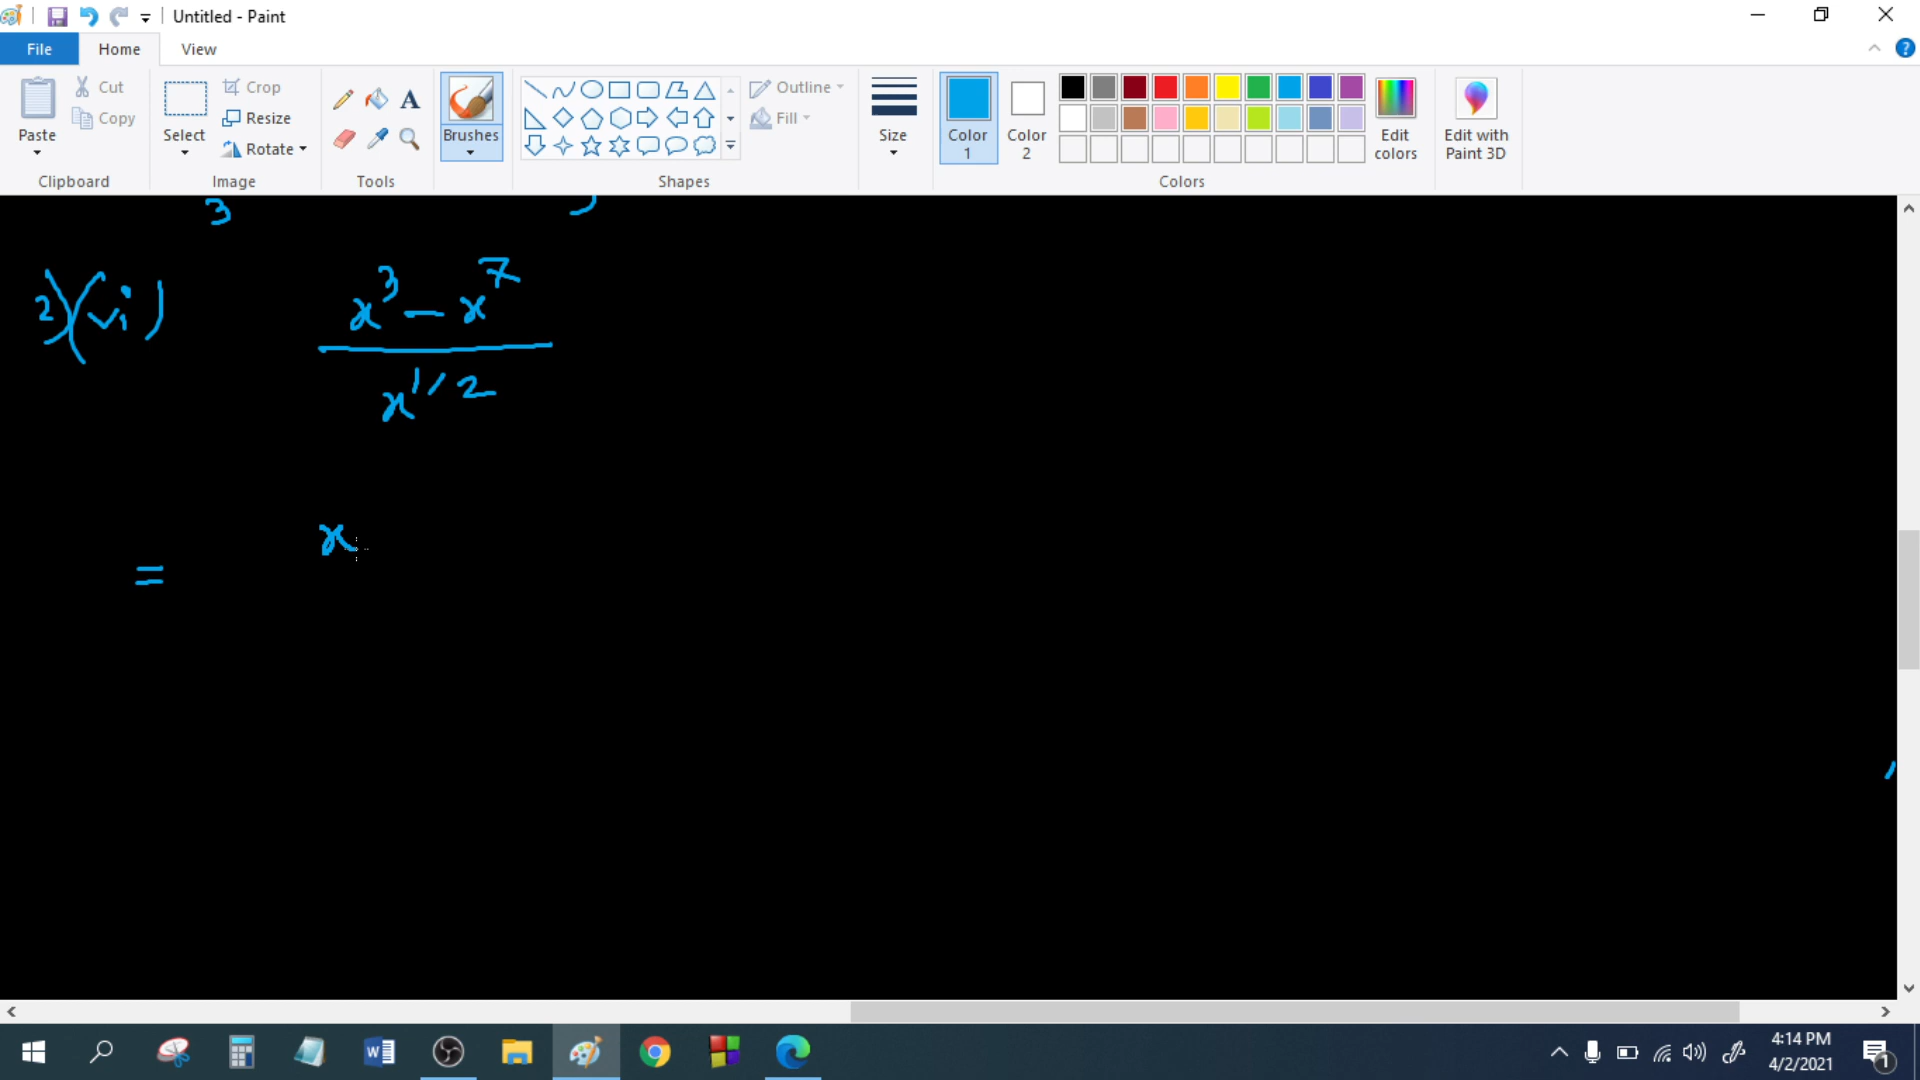 Untitled - Paint
File Home View
Paste Cut Copy Clipboard
Select Crop Resize Rotate Image
Tools
Brushes
Shapes Outline Fill
Size
Color 1 Color 2 Edit colors Colors
Edit with Paint 3D
3
2)(vi) x³ - x⁷
x^1/2
= x
4:14 PM
4/2/2021
1